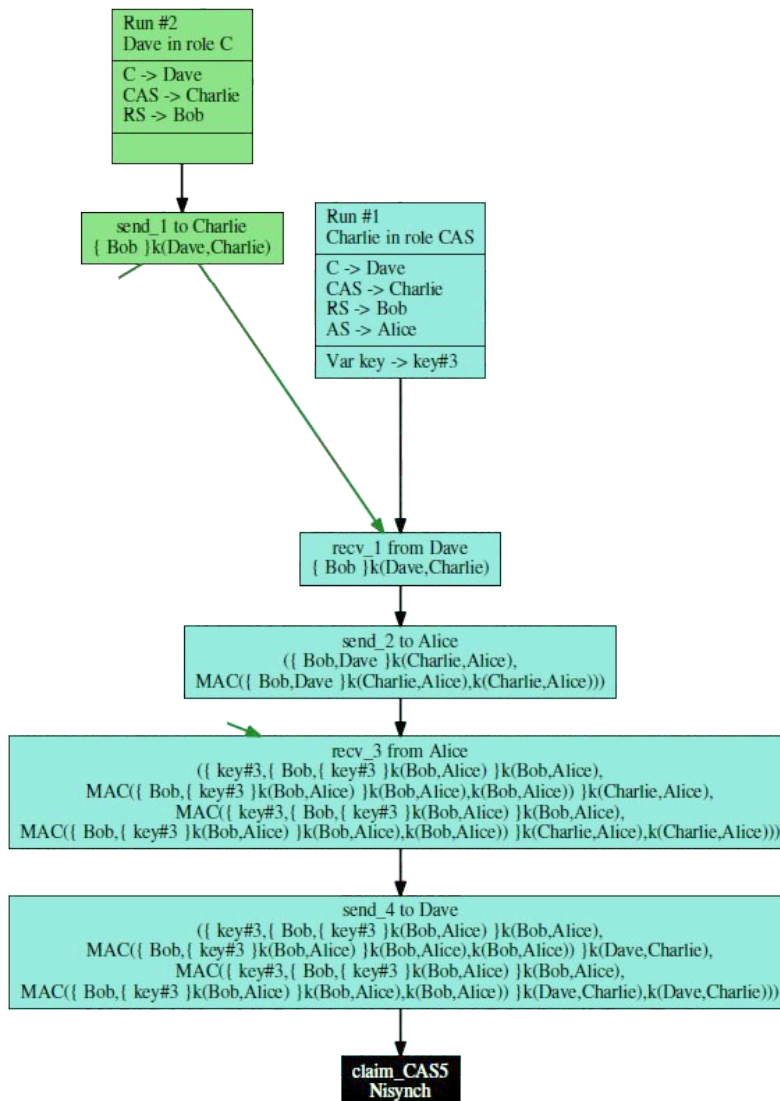 Run #2
Dave in role C
C -> Dave
CAS -> Charlie
RS -> Bob
send_1 to Charlie
{ Bob }k(Dave,Charlie)
Run #1
Charlie in role CAS
C -> Dave
CAS -> Charlie
RS -> Bob
AS -> Alice
Var key -> key#3
recv_1 from Dave
{ Bob }k(Dave,Charlie)
send_2 to Alice
({ Bob,Dave }k(Charlie,Alice),
MAC({ Bob,Dave }k(Charlie,Alice),k(Charlie,Alice)))
recv_3 from Alice
({ key#3,{ Bob,{ key#3 }k(Bob,Alice) }k(Bob,Alice),
MAC({ Bob,{ key#3 }k(Bob,Alice) }k(Bob,Alice),k(Bob,Alice)) }k(Charlie,Alice),
MAC({ key#3,{ Bob,{ key#3 }k(Bob,Alice) }k(Bob,Alice),
MAC({ Bob,{ key#3 }k(Bob,Alice) }k(Bob,Alice),k(Bob,Alice)) }k(Charlie,Alice),k(Charlie,Alice)))
send_4 to Dave
({ key#3,{ Bob,{ key#3 }k(Bob,Alice) }k(Bob,Alice),
MAC({ Bob,{ key#3 }k(Bob,Alice) }k(Bob,Alice),k(Bob,Alice)) }k(Dave,Charlie),
MAC({ key#3,{ Bob,{ key#3 }k(Bob,Alice) }k(Bob,Alice),
MAC({ Bob,{ key#3 }k(Bob,Alice) }k(Bob,Alice),k(Bob,Alice)) }k(Dave,Charlie),k(Dave,Charlie)))
claim_CAS5
Nisynch